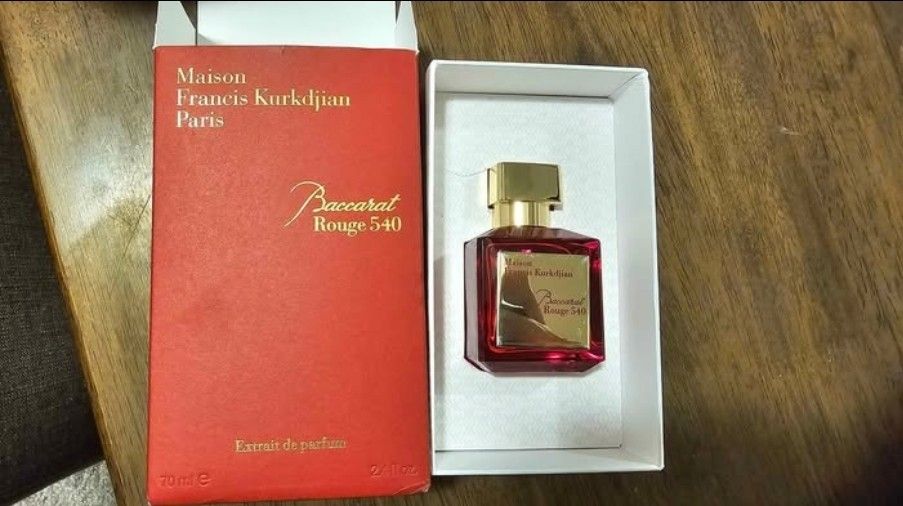 Maison
Francis Kurkdjian
Paris
Baccarat
Rouge 540
Extrait de parfum
70 ml e 2.4 fl oz.
Maison
Francis Kurkdjian
Baccarat
Rouge 540